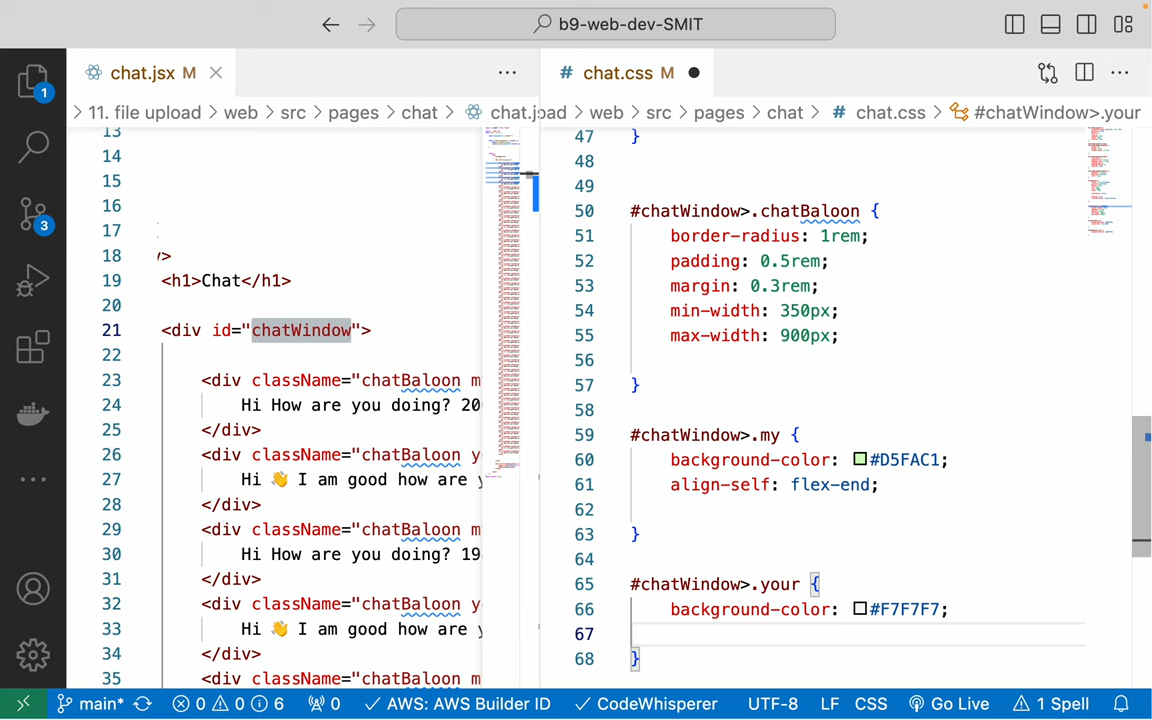 b9-web-dev-SMIT
1
3
chat.jsx M
> 11. file upload > web > src > pages > chat > chat.j
13
14
15
16
17
18
19 <h1>Chat</h1>
20
21 <div id="chatWindow">
22
23 <div className="chatBaloon m
24 Hi How are you doing? 20
25 </div>
26 <div className="chatBaloon y
27 Hi 👋 I am good how are y
28 </div>
29 <div className="chatBaloon m
30 Hi How are you doing? 19
31 </div>
32 <div className="chatBaloon y
33 Hi 👋 I am good how are y
34 </div>
35 <div className="chatBaloon m
# chat.css M
oad > web > src > pages > chat > # chat.css > #chatWindow>.your
47 }
48
49
50 #chatWindow>.chatBaloon {
51 border-radius: 1rem;
52 padding: 0.5rem;
53 margin: 0.3rem;
54 min-width: 350px;
55 max-width: 900px;
56
57 }
58
59 #chatWindow>.my {
60 background-color: #D5FAC1;
61 align-self: flex-end;
62
63 }
64
65 #chatWindow>.your {
66 background-color: #F7F7F7;
67
68 }
main* 0 0 6 0 AWS: AWS Builder ID CodeWhisperer UTF-8 LF CSS Go Live 1 Spell